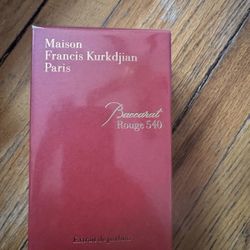 Maison
Francis Kurkdjian
Paris
Baccarat
Rouge 540
Extrait de parfum